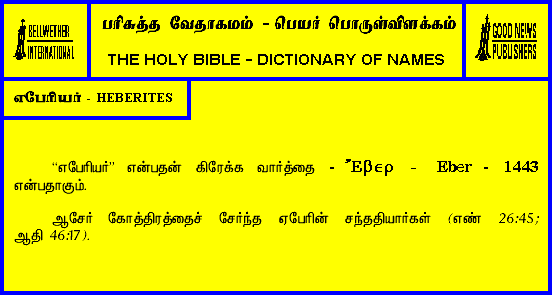 BELLWETHER
INTERNATIONAL
பரிசுத்த வேதாகமம் - பெயர் பொருள்விளக்கம்
THE HOLY BIBLE - DICTIONARY OF NAMES
GOOD NEWS
PUBLISHERS
எபேரியர் - HEBERITES
“எபேரியர்” என்பதன் கிரேக்க வார்த்தை - Ἔβερ - Eber - 1443
என்பதாகும்.
ஆசேர் கோத்திரத்தைச் சேர்ந்த ஏபேரின் சந்ததியார்கள் (எண் 26:45;
ஆதி 46:17).